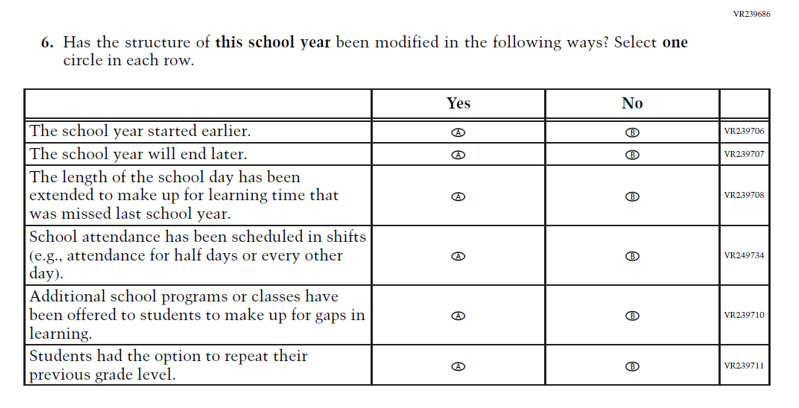 VR239686
6. Has the structure of this school year been modified in the following ways? Select one
circle in each row.
Yes No
The school year started earlier. A B VR239706
The school year will end later. A B VR239707
The length of the school day has been
extended to make up for learning time that A B VR239708
was missed last school year.
School attendance has been scheduled in shifts
(e.g., attendance for half days or every other A B VR249734
day).
Additional school programs or classes have
been offered to students to make up for gaps in A B VR239710
learning.
Students had the option to repeat their
previous grade level. A B VR239711